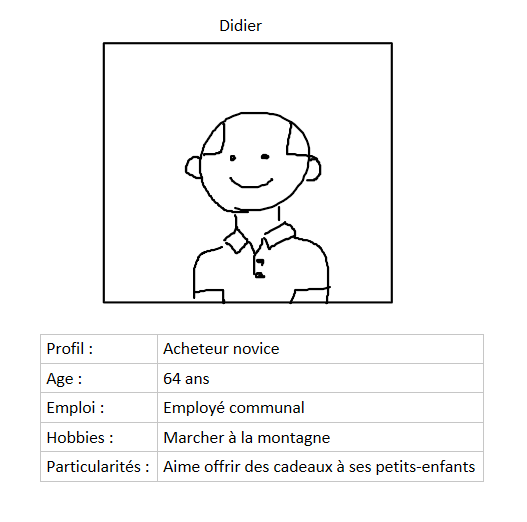 Didier
Profil : Acheteur novice
Age : 64 ans
Emploi : Employé communal
Hobbies : Marcher à la montagne
Particularités : Aime offrir des cadeaux à ses petits-enfants